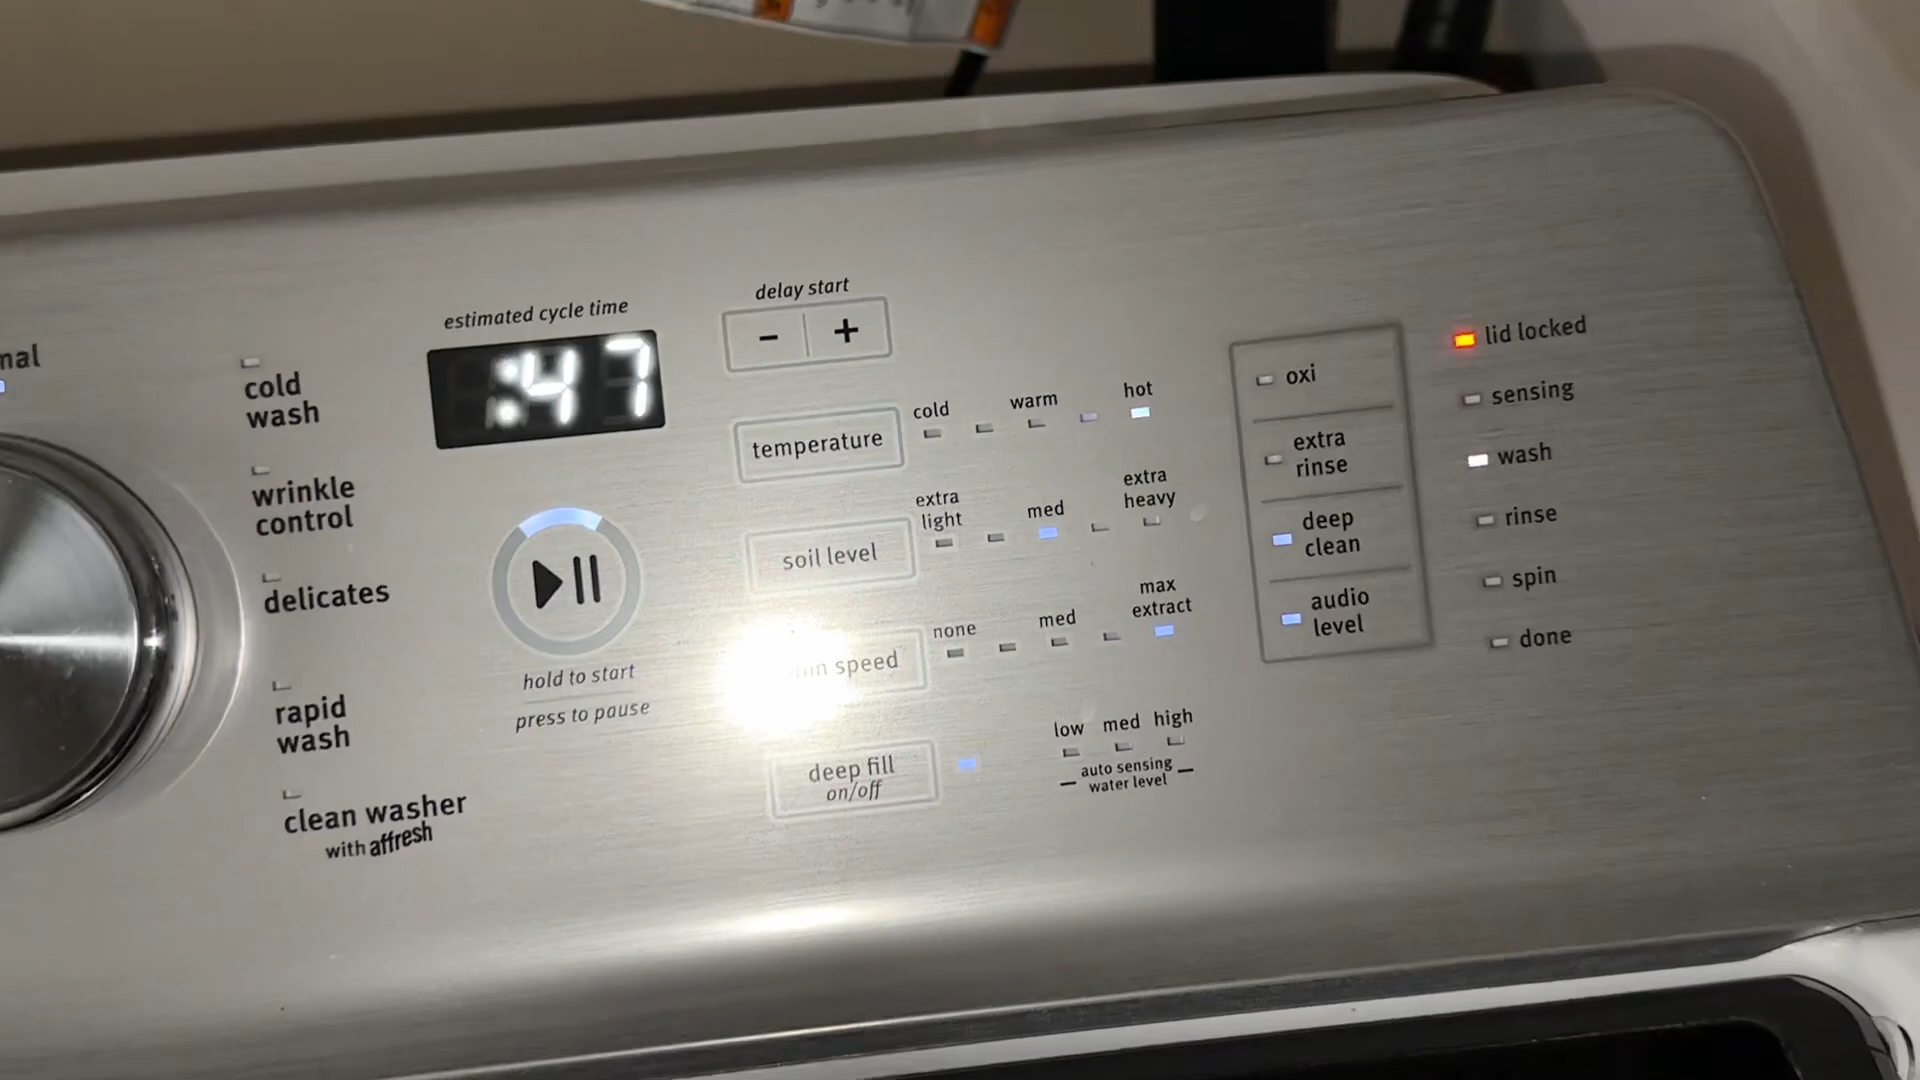 estimated cycle time
:47
hold to start
press to pause
cold
wash
wrinkle
control
delicates
rapid
wash
clean washer
with affresh
delay start
- +
temperature
cold
warm
hot
soil level
extra
light
med
extra
heavy
speed
none
med
max
extract
deep fill
on/off
low med high
auto sensing
water level
oxi
extra
rinse
deep
clean
audio
level
lid locked
sensing
wash
rinse
spin
done